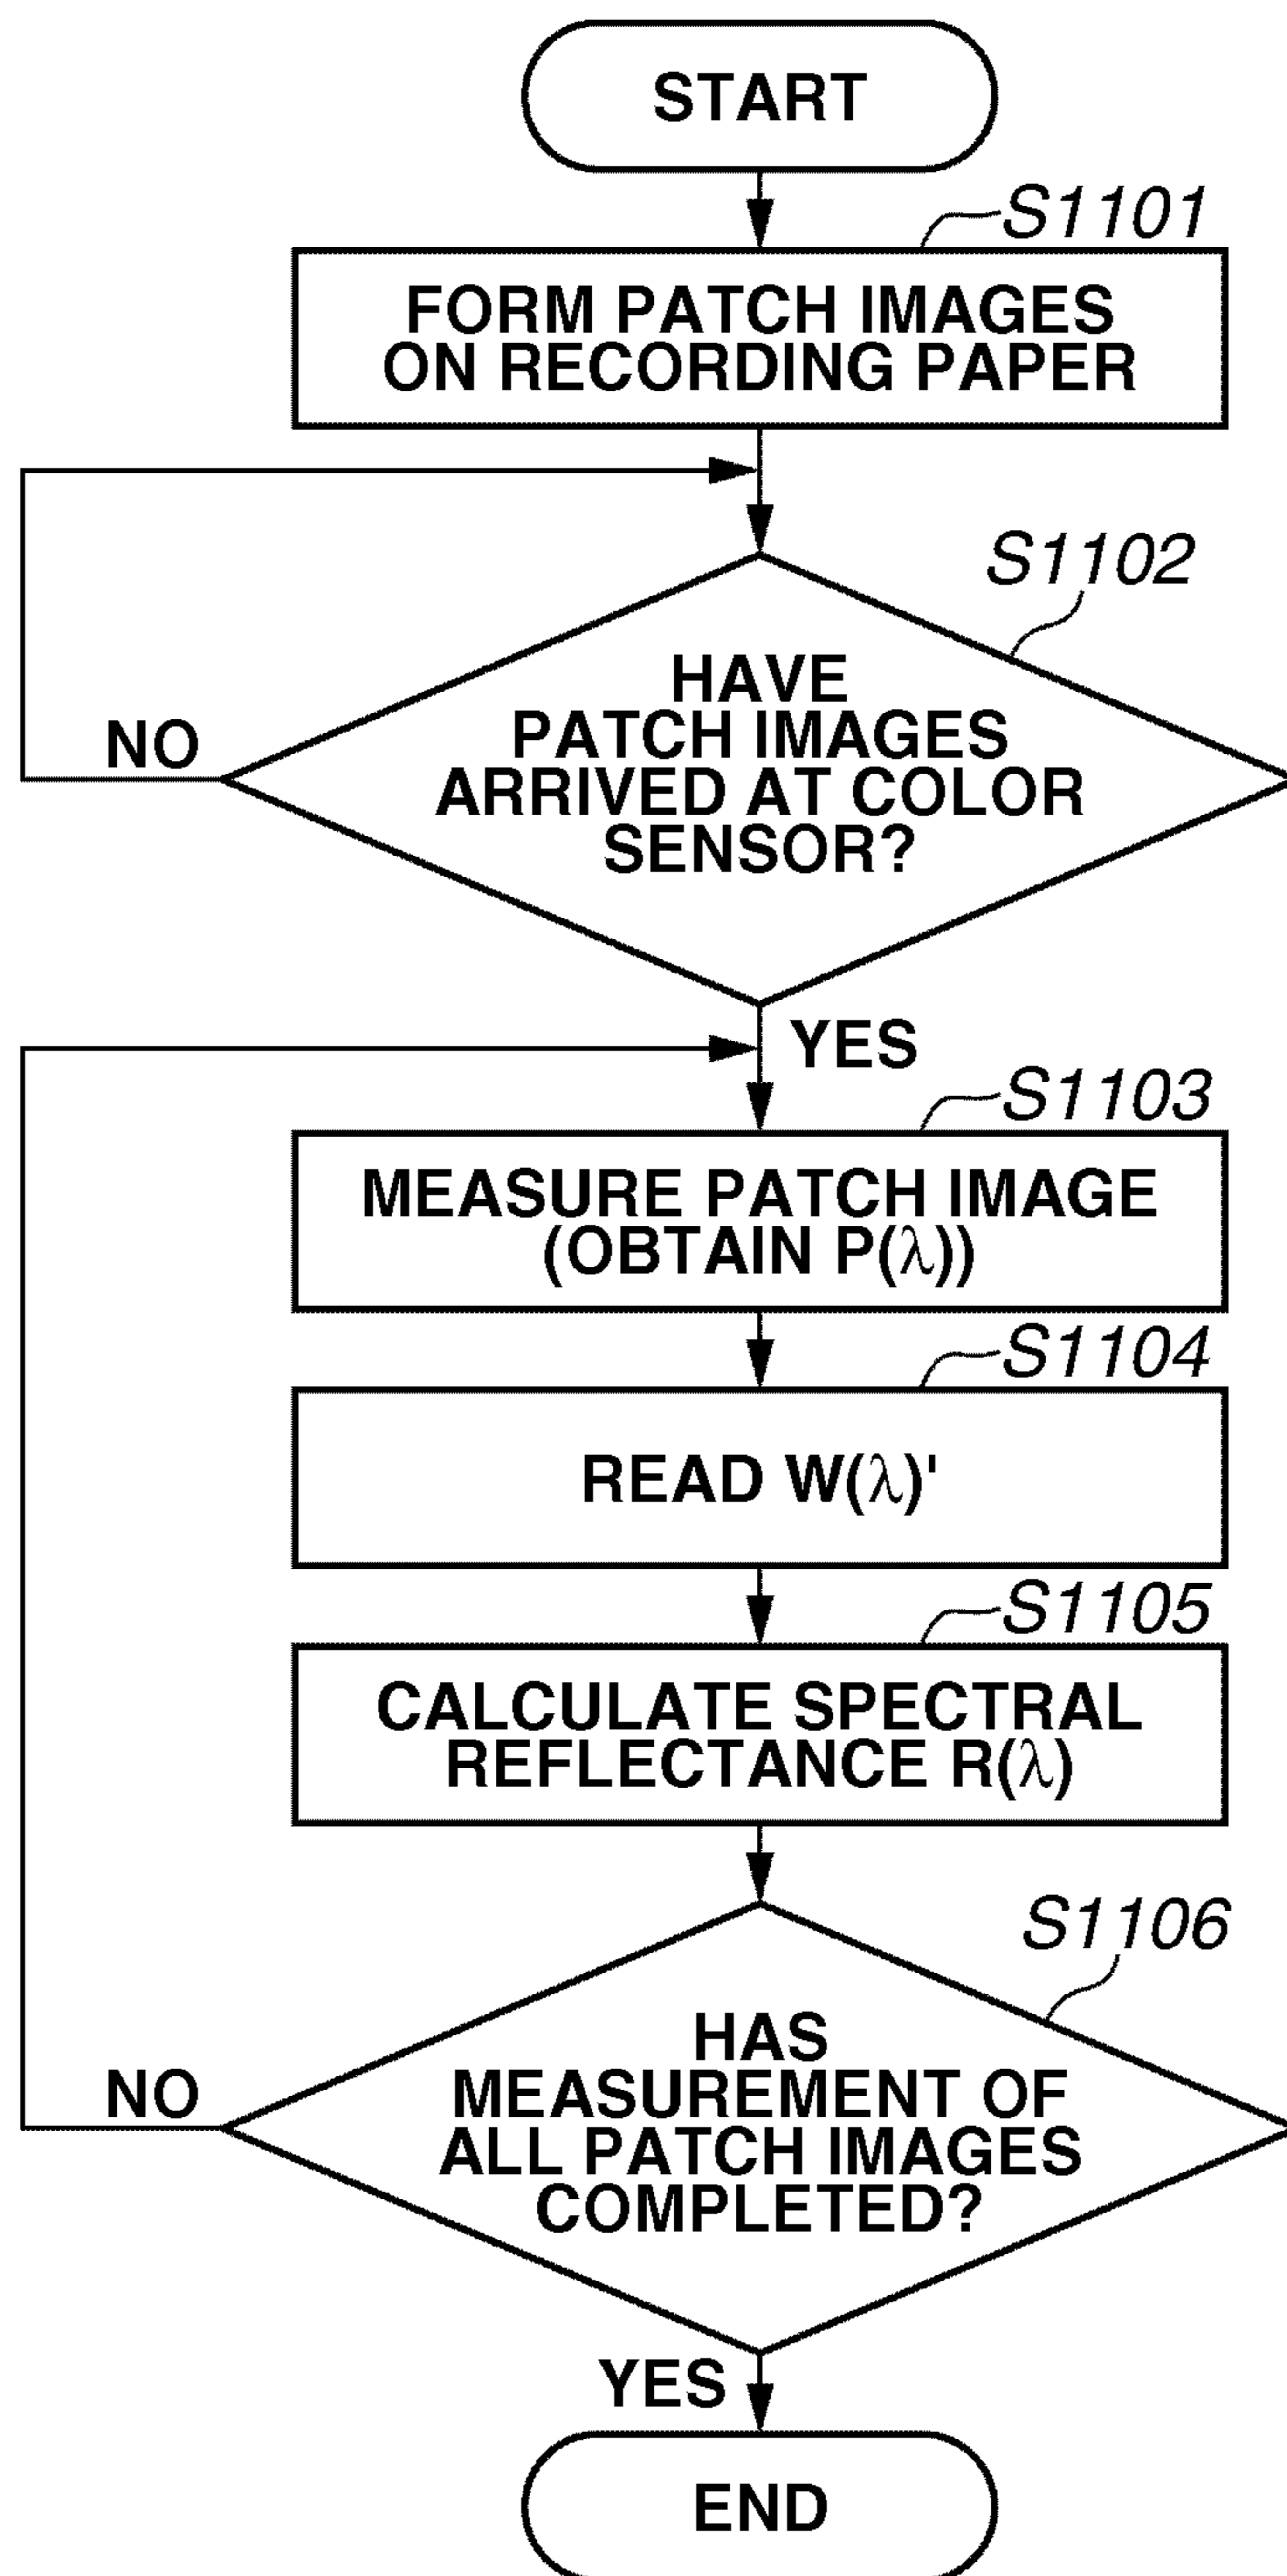 START
S1101
FORM PATCH IMAGES
ON RECORDING PAPER
S1102
HAVE
PATCH IMAGES
ARRIVED AT COLOR
SENSOR?
NO
YES
S1103
MEASURE PATCH IMAGE
(OBTAIN P(λ))
S1104
READ W(λ)'
S1105
CALCULATE SPECTRAL
REFLECTANCE R(λ)
S1106
HAS
MEASUREMENT OF
ALL PATCH IMAGES
COMPLETED?
NO
YES
END